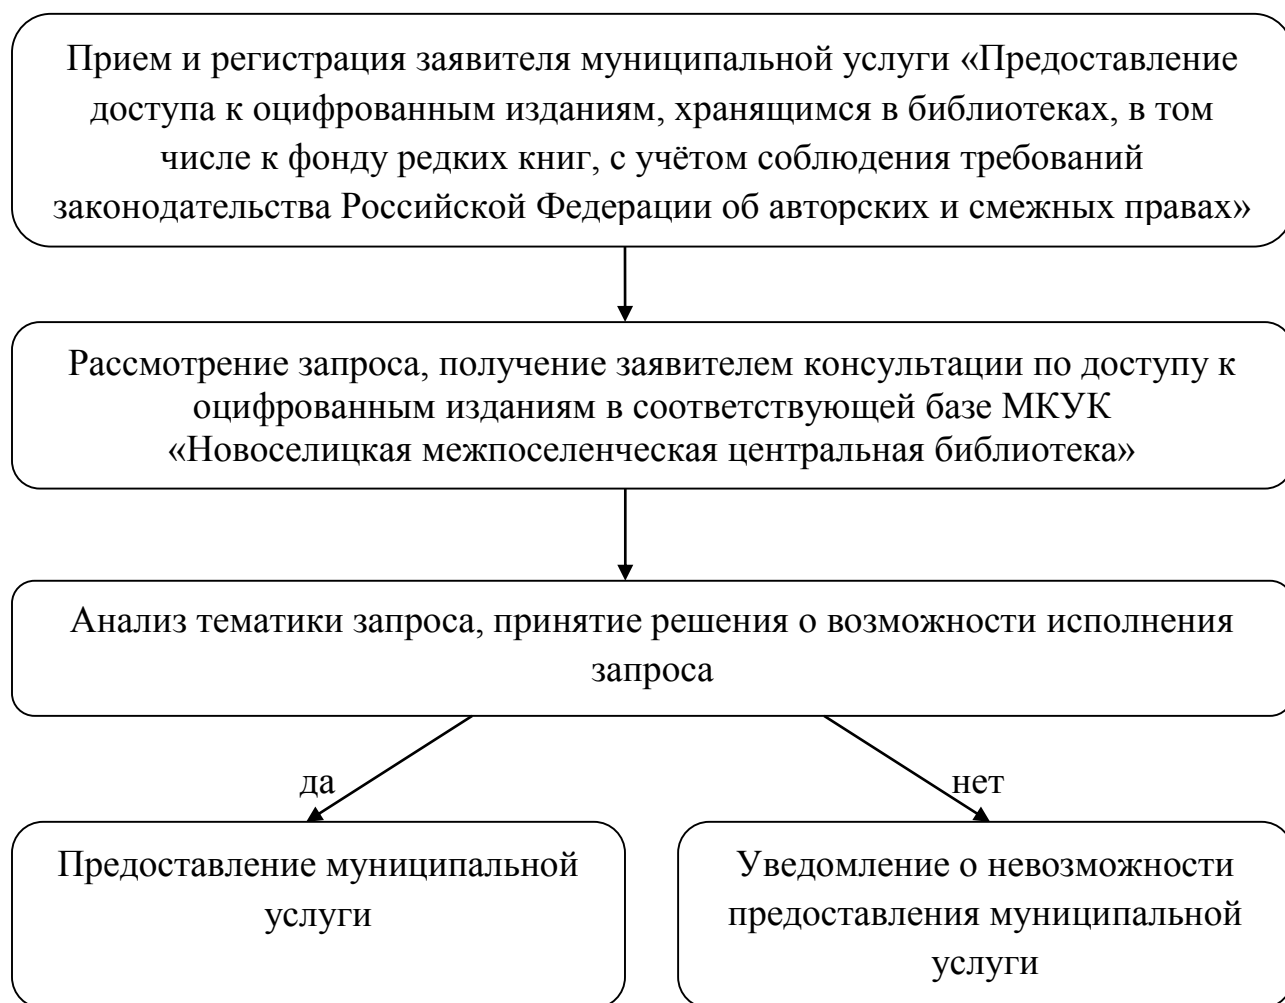 Прием и регистрация заявителя муниципальной услуги «Предоставление
доступа к оцифрованным изданиям, хранящимся в библиотеках, в том
числе к фонду редких книг, с учётом соблюдения требований
законодательства Российской Федерации об авторских и смежных правах»
Рассмотрение запроса, получение заявителем консультации по доступу к
оцифрованным изданиям в соответствующей базе МКУК
«Новоселицкая межпоселенческая центральная библиотека»
Анализ тематики запроса, принятие решения о возможности исполнения
запроса
да
нет
Предоставление муниципальной
услуги
Уведомление о невозможности
предоставления муниципальной
услуги